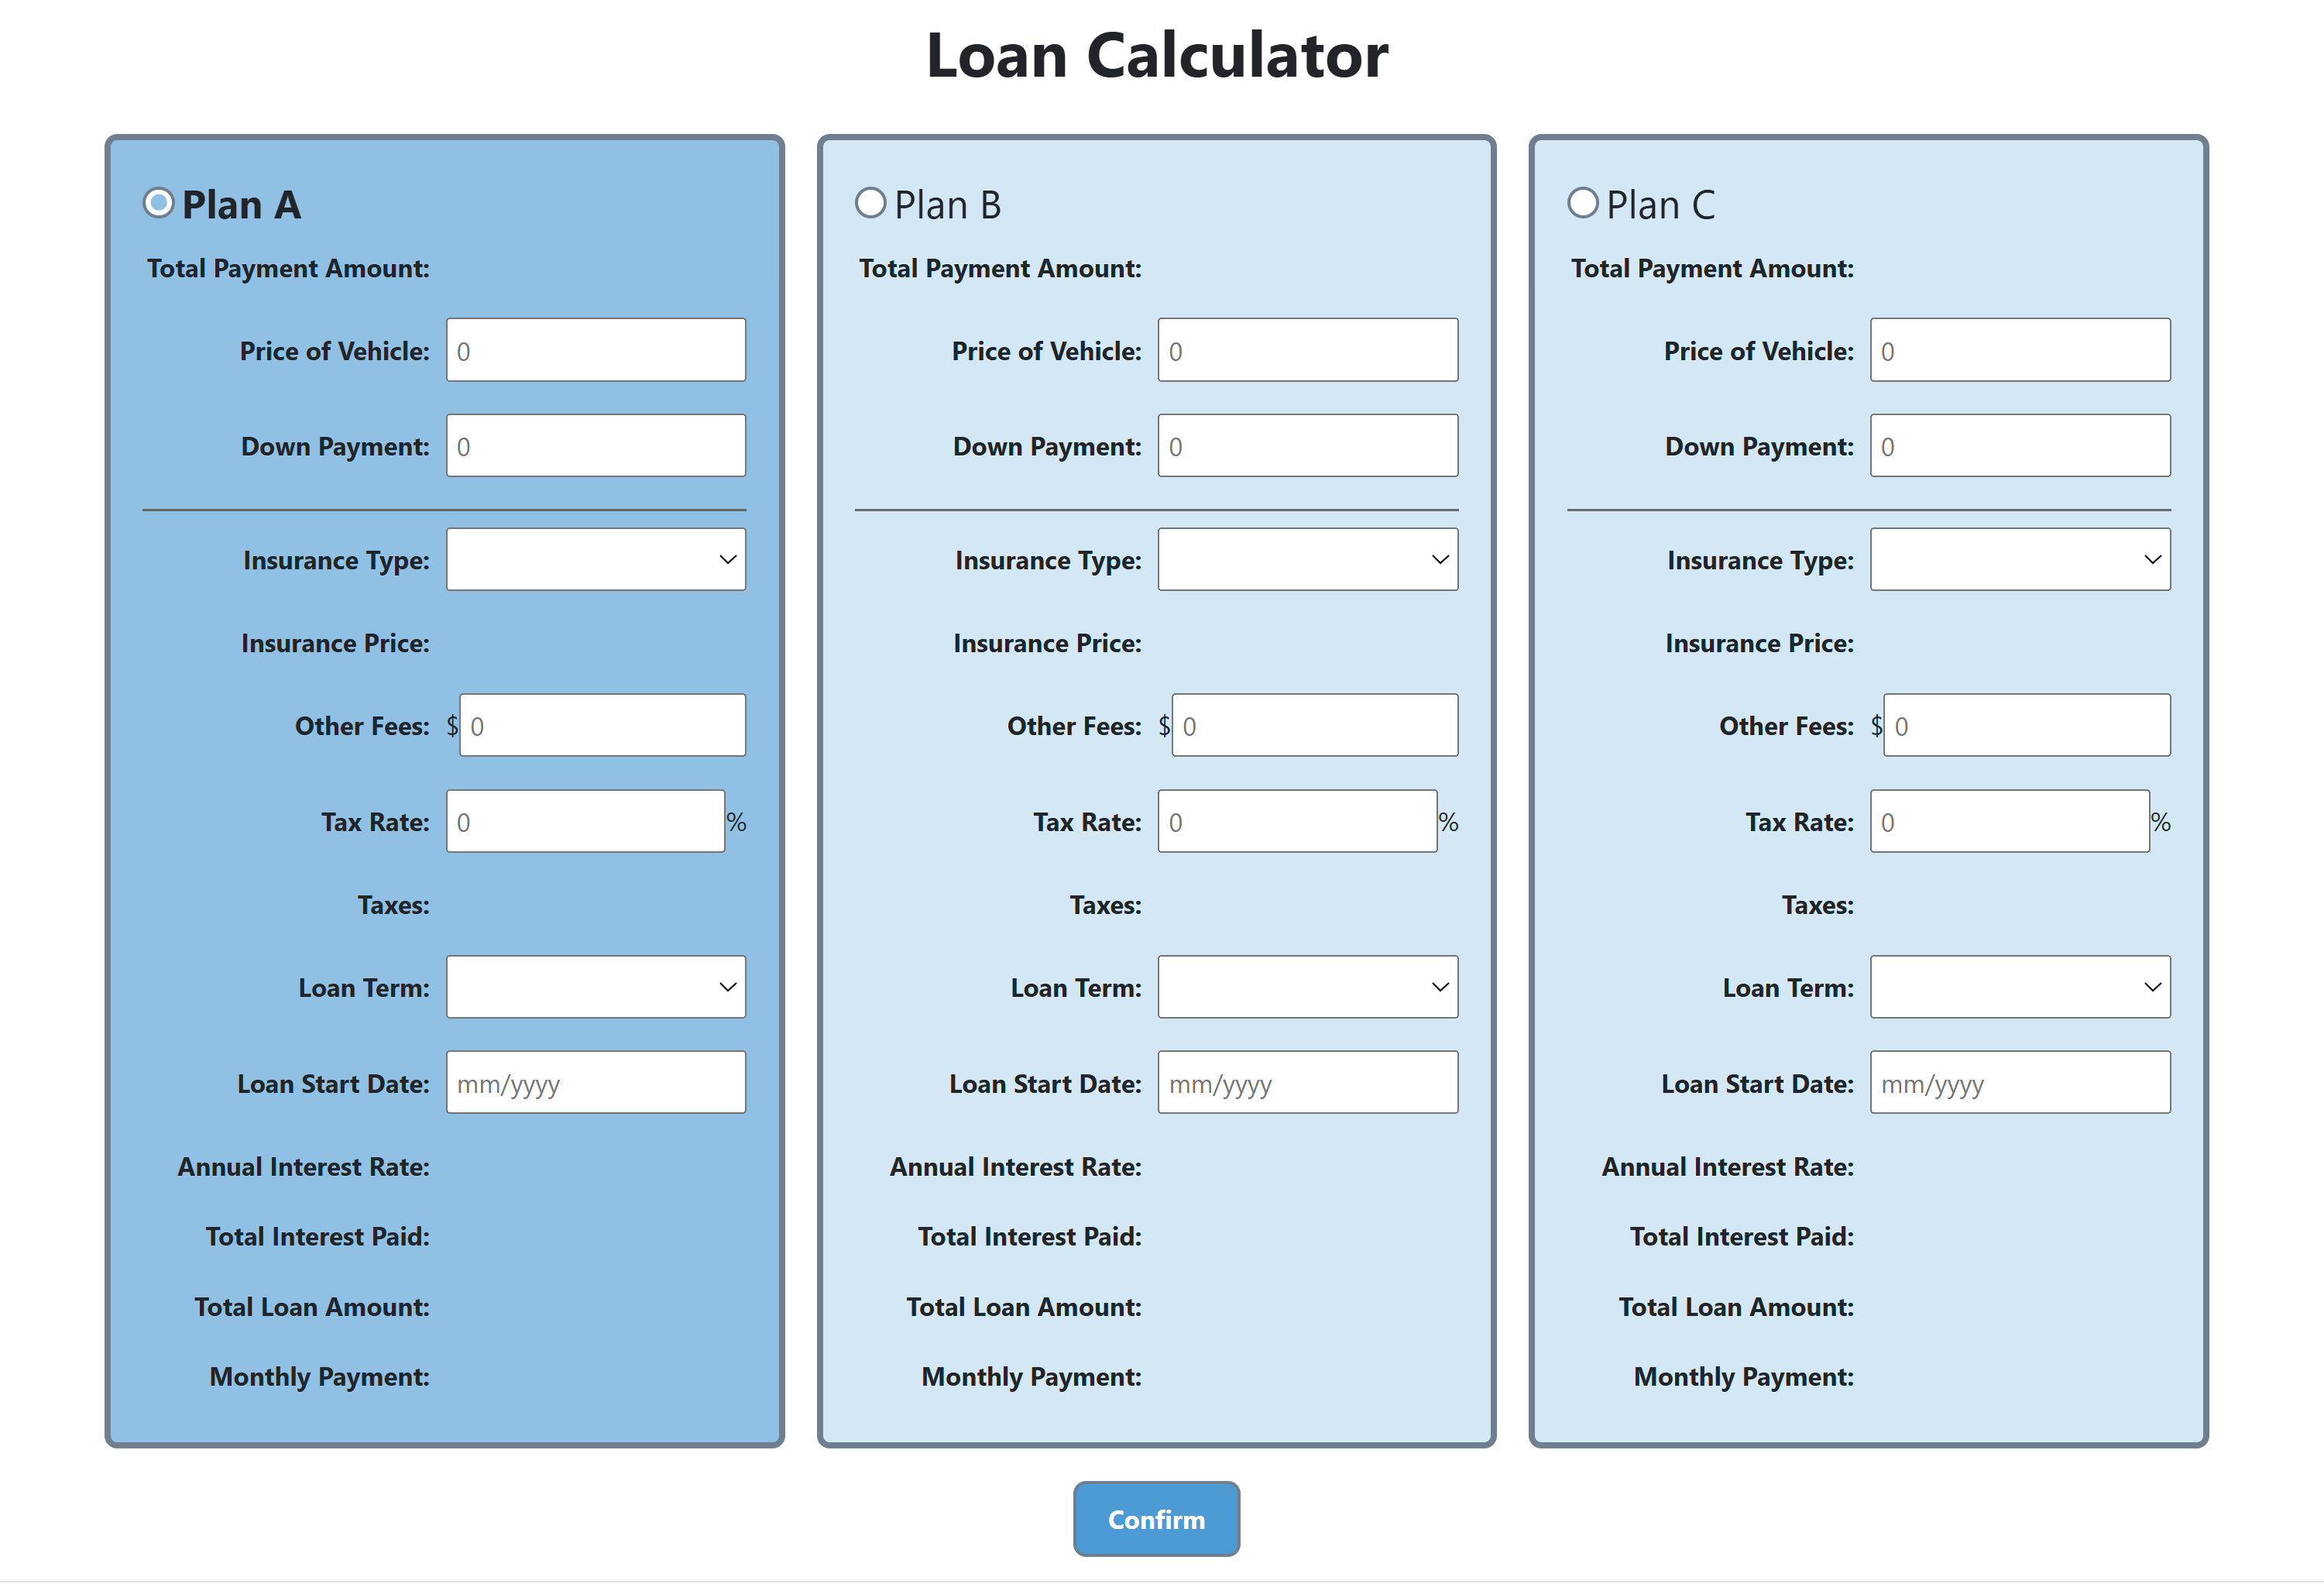 Loan Calculator
Plan A
Total Payment Amount:
Price of Vehicle: 0
Down Payment: 0
Insurance Type:
Insurance Price:
Other Fees: $ 0
Tax Rate: 0 %
Taxes:
Loan Term:
Loan Start Date: mm/yyyy
Annual Interest Rate:
Total Interest Paid:
Total Loan Amount:
Monthly Payment:
Plan B
Total Payment Amount:
Price of Vehicle: 0
Down Payment: 0
Insurance Type:
Insurance Price:
Other Fees: $ 0
Tax Rate: 0 %
Taxes:
Loan Term:
Loan Start Date: mm/yyyy
Annual Interest Rate:
Total Interest Paid:
Total Loan Amount:
Monthly Payment:
Plan C
Total Payment Amount:
Price of Vehicle: 0
Down Payment: 0
Insurance Type:
Insurance Price:
Other Fees: $ 0
Tax Rate: 0 %
Taxes:
Loan Term:
Loan Start Date: mm/yyyy
Annual Interest Rate:
Total Interest Paid:
Total Loan Amount:
Monthly Payment:
Confirm